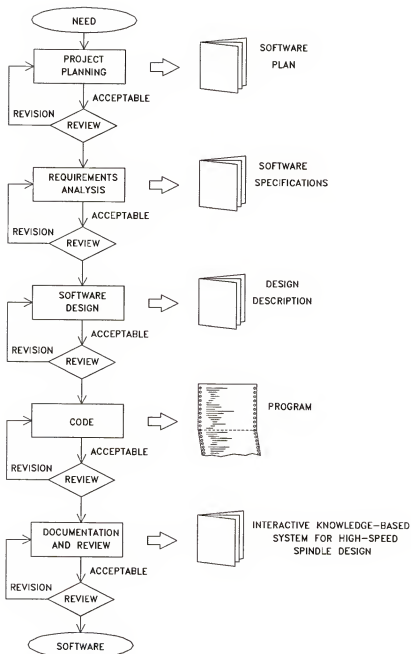 NEED
PROJECT
PLANNING
SOFTWARE
PLAN
ACCEPTABLE
REVISION
REVIEW
REQUIREMENTS
ANALYSIS
SOFTWARE
SPECIFICATIONS
ACCEPTABLE
REVISION
REVIEW
SOFTWARE
DESIGN
DESIGN
DESCRIPTION
ACCEPTABLE
REVISION
REVIEW
CODE
PROGRAM
ACCEPTABLE
REVISION
REVIEW
DOCUMENTATION
AND REVIEW
INTERACTIVE KNOWLEDGE-BASED
SYSTEM FOR HIGH-SPEED
SPINDLE DESIGN
ACCEPTABLE
REVISION
REVIEW
SOFTWARE